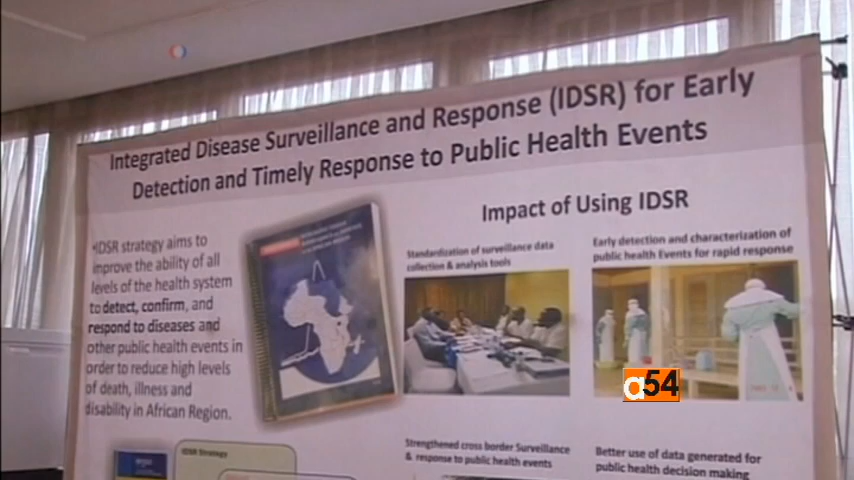 Integrated Disease Surveillance and Response (IDSR) for Early
Detection and Timely Response to Public Health Events
Impact of Using IDSR
•IDSR strategy aims to
improve the ability of all
levels of the health system
to detect, confirm, and
respond to diseases and
other public health events in
order to reduce high levels
of death, illness and
disability in African Region.
Standardization of surveillance data
collection & analysis tools
Early detection and characterization of
public health Events for rapid response
a54
Strengthened cross border Surveillance
& response to public health events
Better use of data generated for
public health decision making
IDSR Strategy